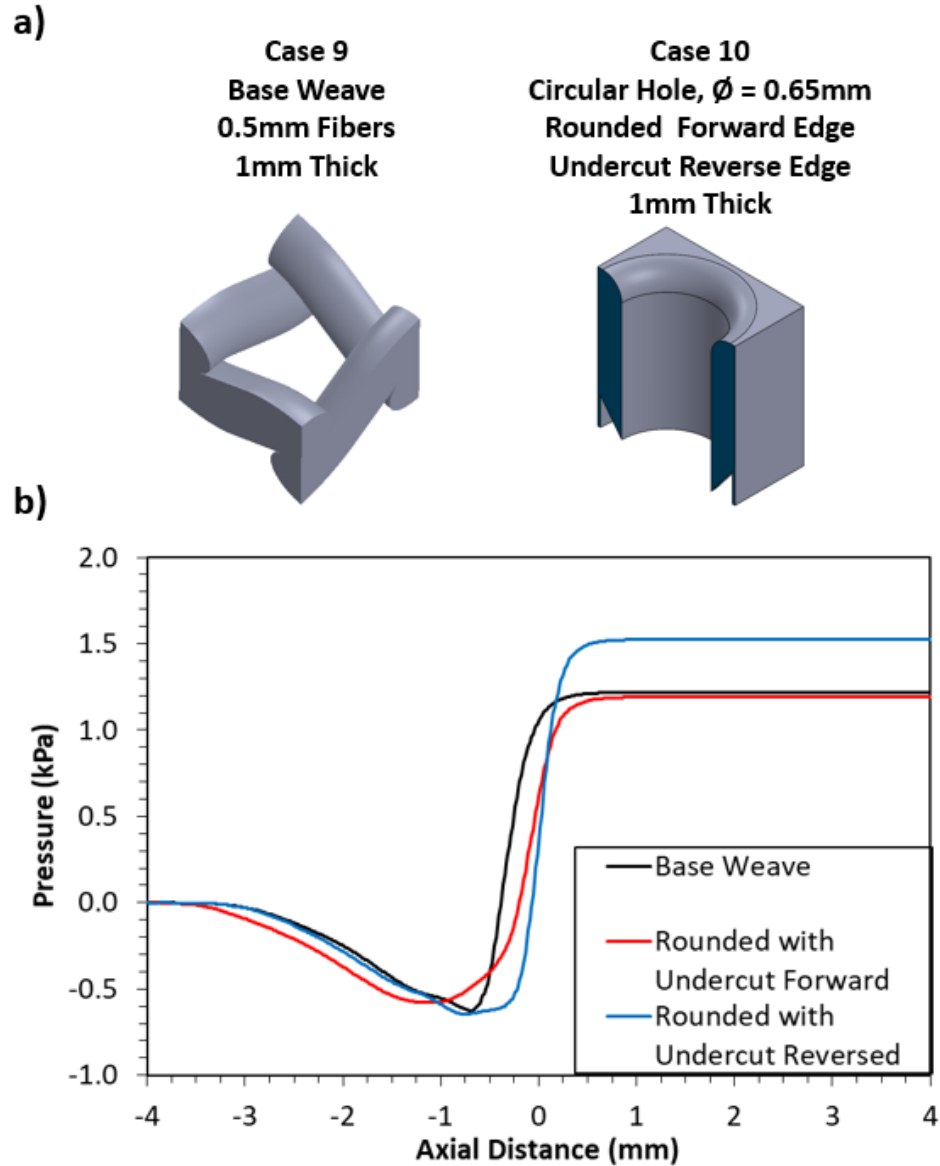 a)
Case 9
Base Weave
0.5mm Fibers
1mm Thick
Case 10
Circular Hole, Ø = 0.65mm
Rounded Forward Edge
Undercut Reverse Edge
1mm Thick
b)
2.0
1.5
1.0
0.5
0.0
-0.5
-1.0
Pressure (kPa)
Base Weave
Rounded with
Undercut Forward
Rounded with
Undercut Reversed
-4 -3 -2 -1 0 1 2 3 4
Axial Distance (mm)